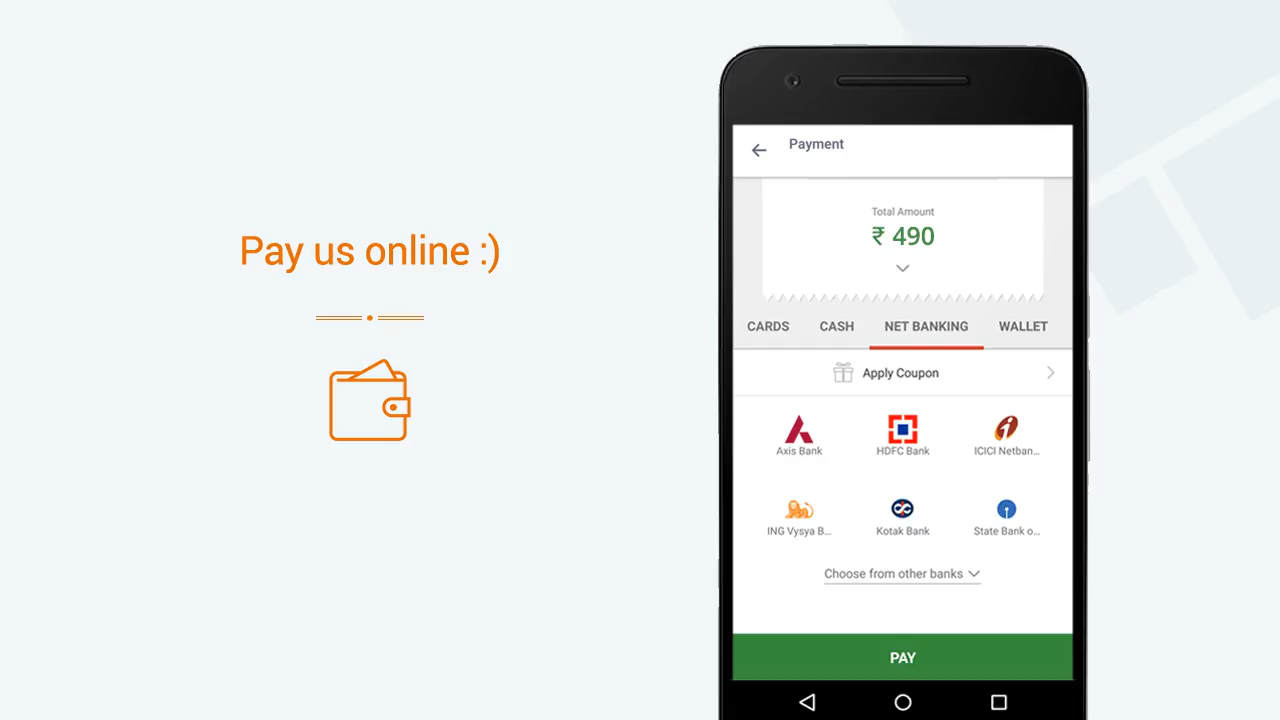 Pay us online :)
Payment
Total Amount
₹ 490
CARDS CASH NET BANKING WALLET
Apply Coupon
Axis Bank HDFC Bank ICICI Netban...
ING Vysya B... Kotak Bank State Bank o...
Choose from other banks
PAY